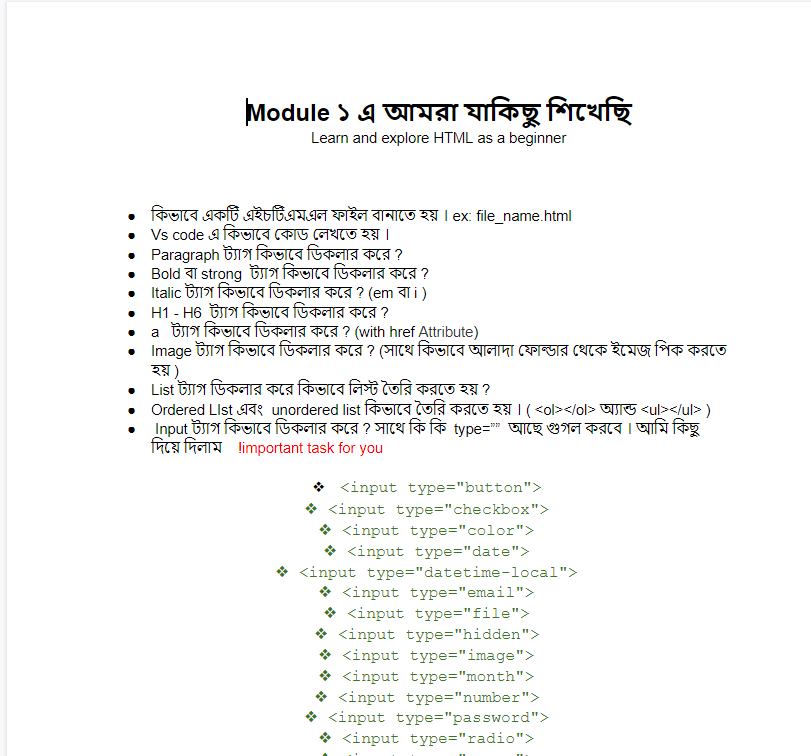 Module ১ এ আমরা যাকিছু শিখেছি
Learn and explore HTML as a beginner
● কিভাবে একটি এইচটিএমএল ফাইল বানাতে হয় । ex: file_name.html
● Vs code এ কিভাবে কোড লেখতে হয় ।
● Paragraph ট্যাগ কিভাবে ডিকলার করে ?
● Bold বা strong ট্যাগ কিভাবে ডিকলার করে ?
● Italic ট্যাগ কিভাবে ডিকলার করে ? (em বা i )
● H1 - H6 ট্যাগ কিভাবে ডিকলার করে ?
● a ট্যাগ কিভাবে ডিকলার করে ? (with href Attribute)
● Image ট্যাগ কিভাবে ডিকলার করে ? (সাথে কিভাবে আলাদা ফোল্ডার থেকে ইমেজ পিক করতে
হয় )
● List ট্যাগ ডিকলার করে কিভাবে লিস্ট তৈরি করতে হয় ?
● Ordered LIst এবং unordered list কিভাবে তৈরি করতে হয় । ( <ol></ol> অ্যান্ড <ul></ul> )
● Input ট্যাগ কিভাবে ডিকলার করে ? সাথে কি কি type="” আছে গুগল করবে । আমি কিছু
দিয়ে দিলাম !important task for you
❖ <input type="button">
❖ <input type="checkbox">
❖ <input type="color">
❖ <input type="date">
❖ <input type="datetime-local">
❖ <input type="email">
❖ <input type="file">
❖ <input type="hidden">
❖ <input type="image">
❖ <input type="month">
❖ <input type="number">
❖ <input type="password">
❖ <input type="radio">